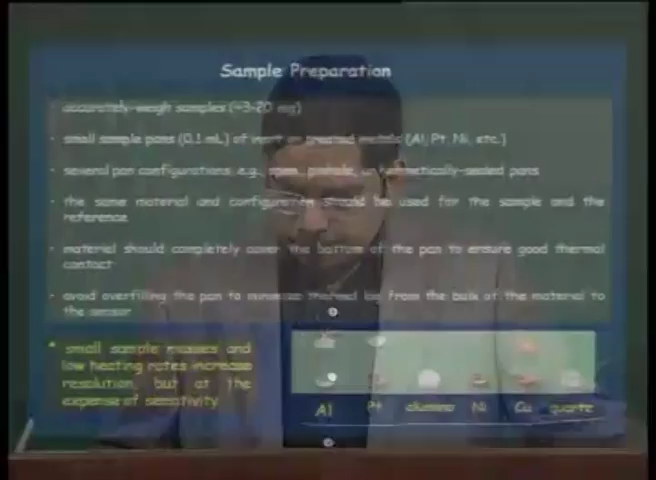 Sample Preparation
accurately-weigh samples (~3-20 mg)
small sample pans (0.1 mL) of inert or treated metals (Al, Pt, Ni, etc.)
several pan configurations, e.g., open, pinhole, or hermetically-sealed pans
the same material and configuration should be used for the sample and the
reference
material should completely cover the bottom of the pan to ensure good thermal
contact
avoid overfilling the pan to minimize thermal lag from the bulk of the material to
the sensor
* small sample masses and
low heating rates increase
resolution, but at the
expense of sensitivity
Al Pt alumina Ni Cu quartz